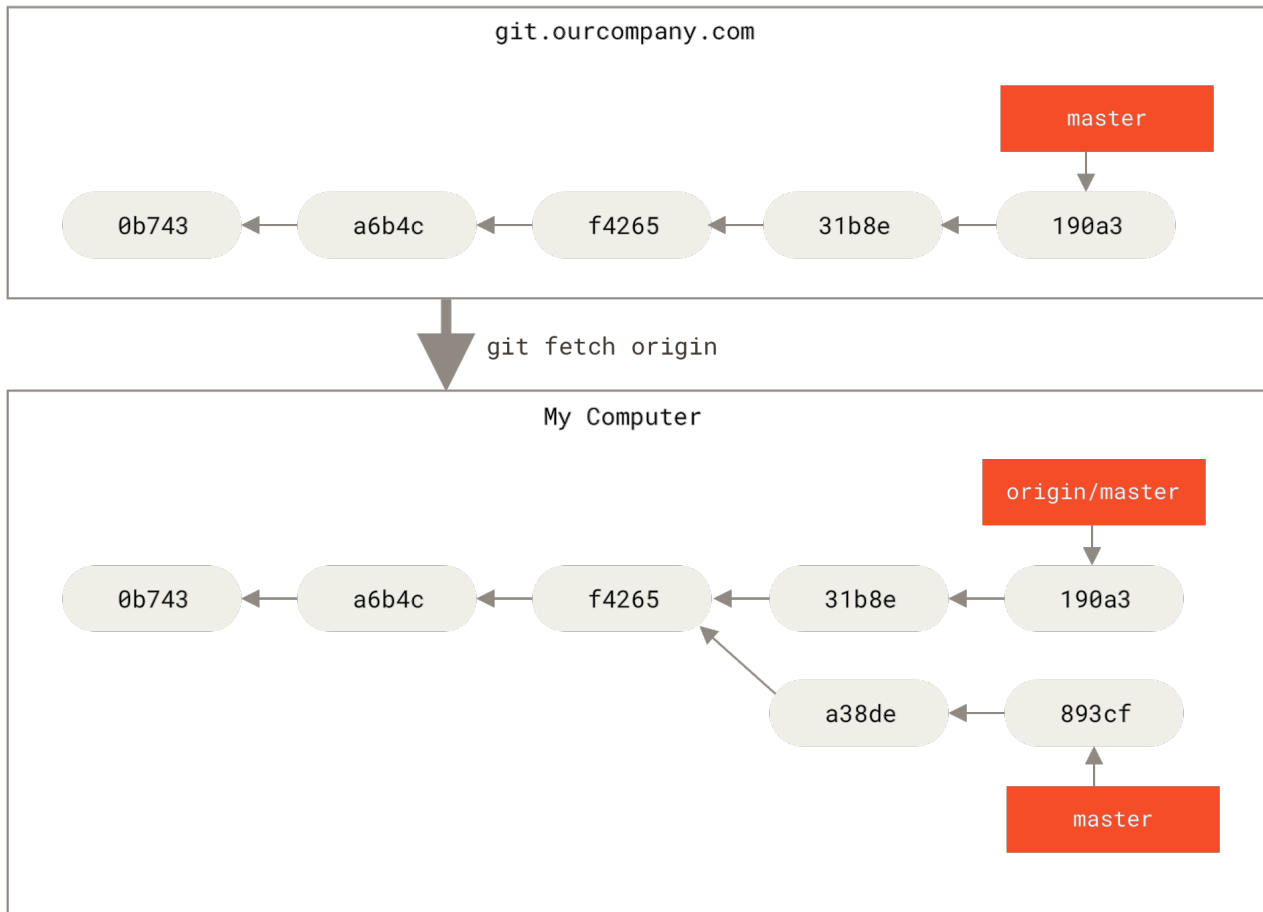 git.ourcompany.com
master
0b743 a6b4c f4265 31b8e 190a3
git fetch origin
My Computer
origin/master
0b743 a6b4c f4265 31b8e 190a3
a38de 893cf
master